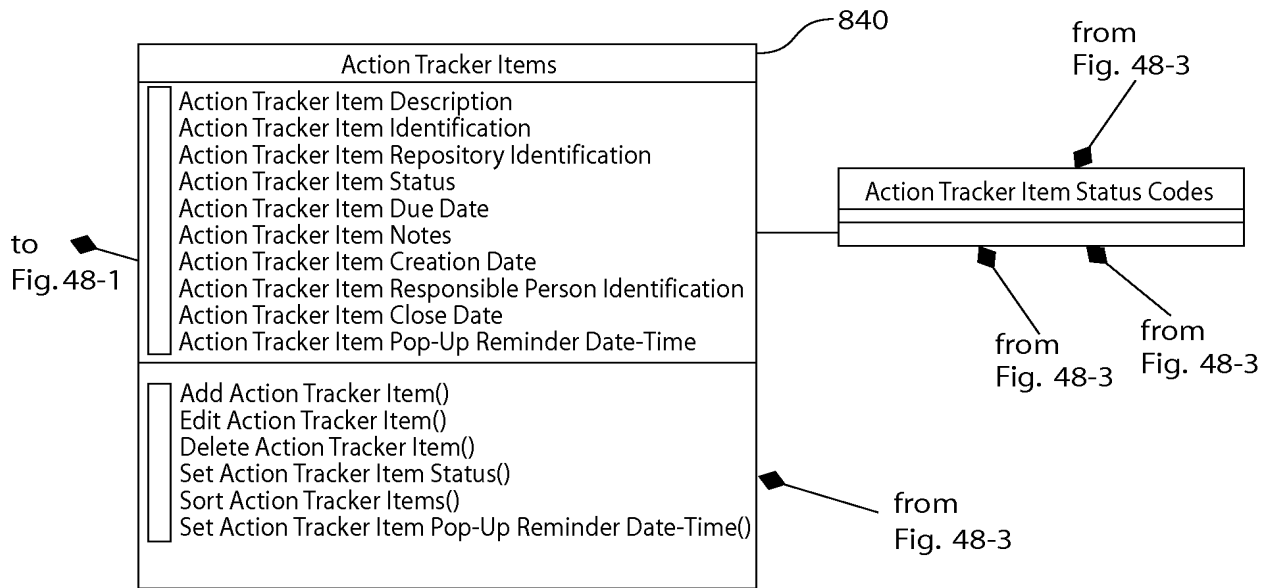 840
Action Tracker Items
Action Tracker Item Description
Action Tracker Item Identification
Action Tracker Item Repository Identification
Action Tracker Item Status
Action Tracker Item Due Date
Action Tracker Item Notes
Action Tracker Item Creation Date
Action Tracker Item Responsible Person Identification
Action Tracker Item Close Date
Action Tracker Item Pop-Up Reminder Date-Time
Add Action Tracker Item()
Edit Action Tracker Item()
Delete Action Tracker Item()
Set Action Tracker Item Status()
Sort Action Tracker Items()
Set Action Tracker Item Pop-Up Reminder Date-Time()
to
Fig. 48-1
from
Fig. 48-3
Action Tracker Item Status Codes
from
Fig. 48-3
from
Fig. 48-3
from
Fig. 48-3